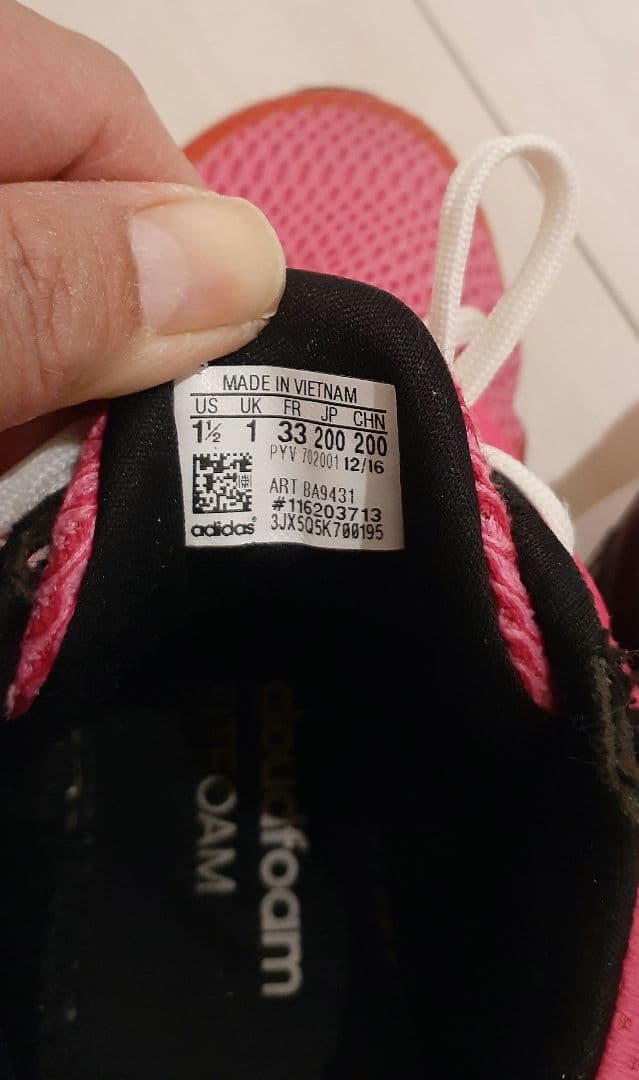 MADE IN VIETNAM
US UK FR JP CHN
1½ 1 33 200 200
PYV 702001 12/16
ART BA9431
#116203713
adidas 3JX5Q5K700195
cloudfoam